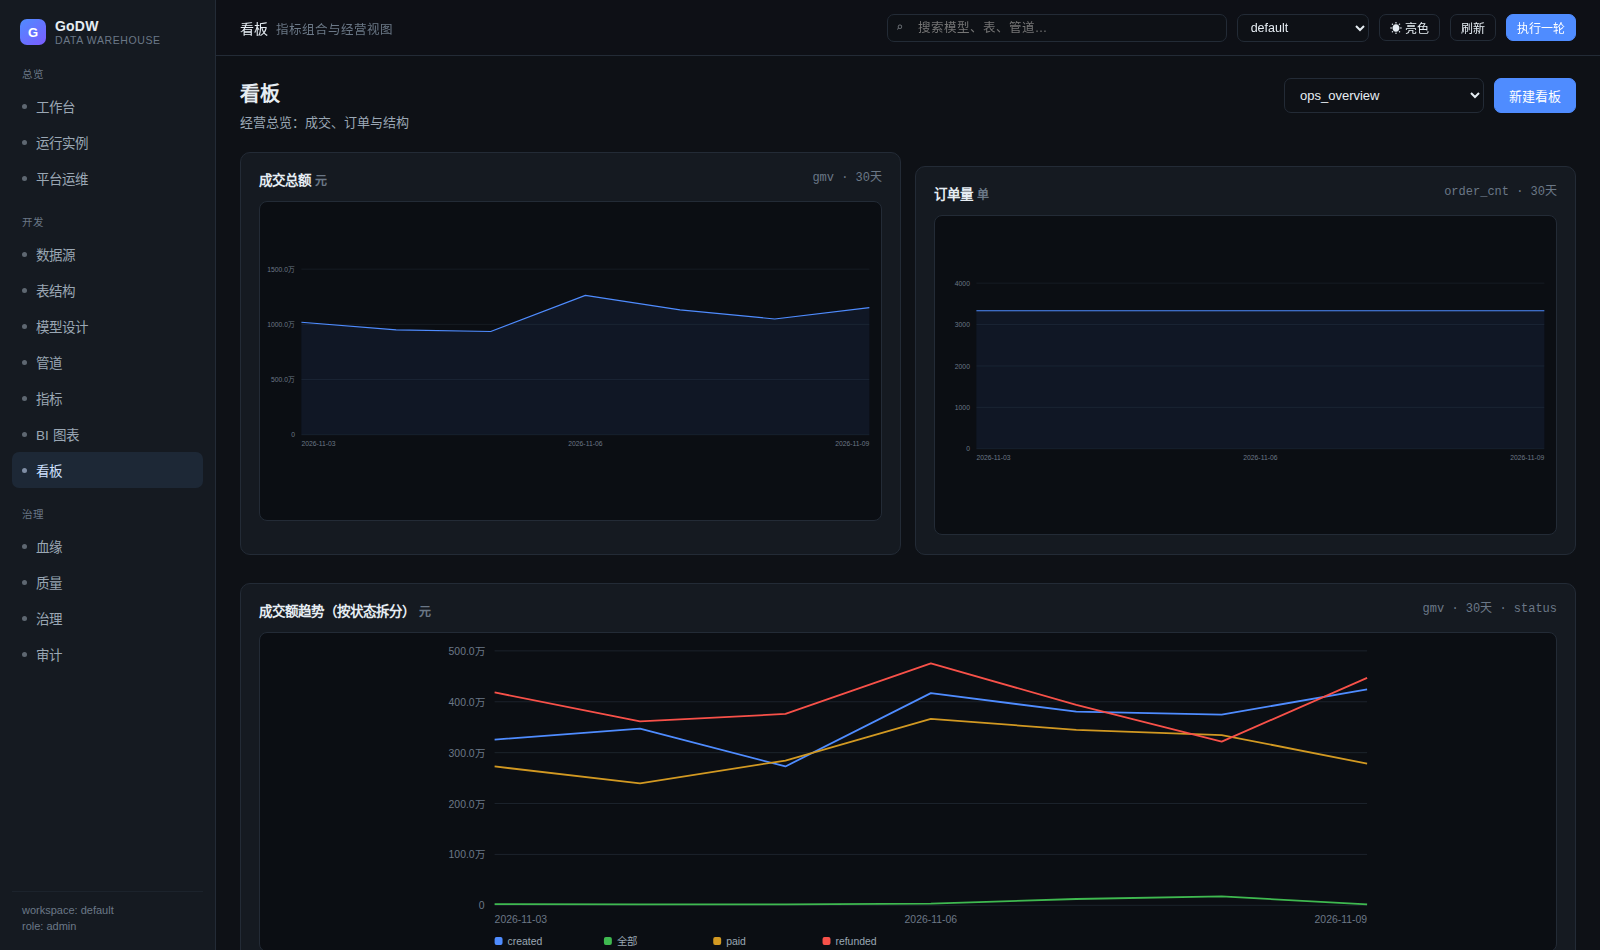 G
GoDW
DATA WAREHOUSE
总览
工作台
运行实例
平台运维
开发
数据源
表结构
模型设计
管道
指标
BI 图表
看板
治理
血缘
质量
治理
审计
workspace: default
role: admin
看板 指标组合与经营视图
搜索模型、表、管道...
default
亮色
刷新
执行一轮
看板
经营总览：成交、订单与结构
ops_overview
新建看板
成交总额 元
gmv · 30天
1500.0万
1000.0万
500.0万
0
2026-11-03
2026-11-06
2026-11-09
订单量 单
order_cnt · 30天
4000
3000
2000
1000
0
2026-11-03
2026-11-06
2026-11-09
成交额趋势（按状态拆分） 元
gmv · 30天 · status
500.0万
400.0万
300.0万
200.0万
100.0万
0
2026-11-03
2026-11-06
2026-11-09
created
全部
paid
refunded